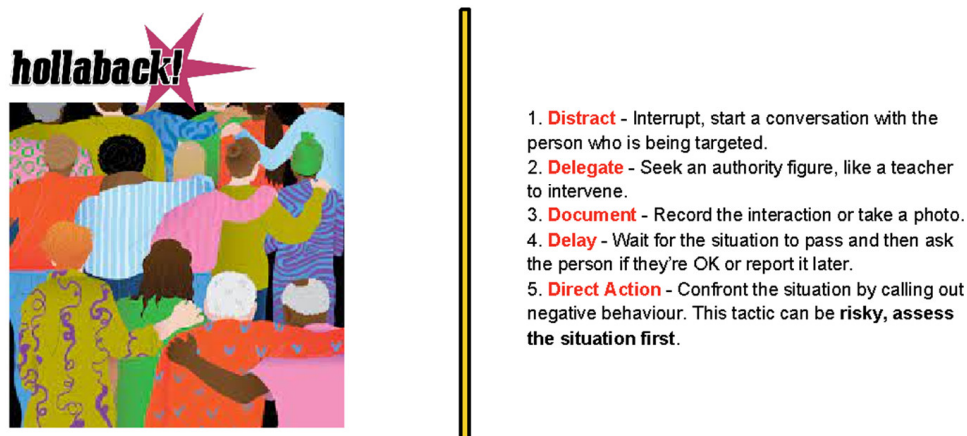 hollaback!
1. Distract - Interrupt, start a conversation with the
person who is being targeted.
2. Delegate - Seek an authority figure, like a teacher
to intervene.
3. Document - Record the interaction or take a photo.
4. Delay - Wait for the situation to pass and then ask
the person if they're OK or report it later.
5. Direct Action - Confront the situation by calling out
negative behaviour. This tactic can be risky, assess
the situation first.